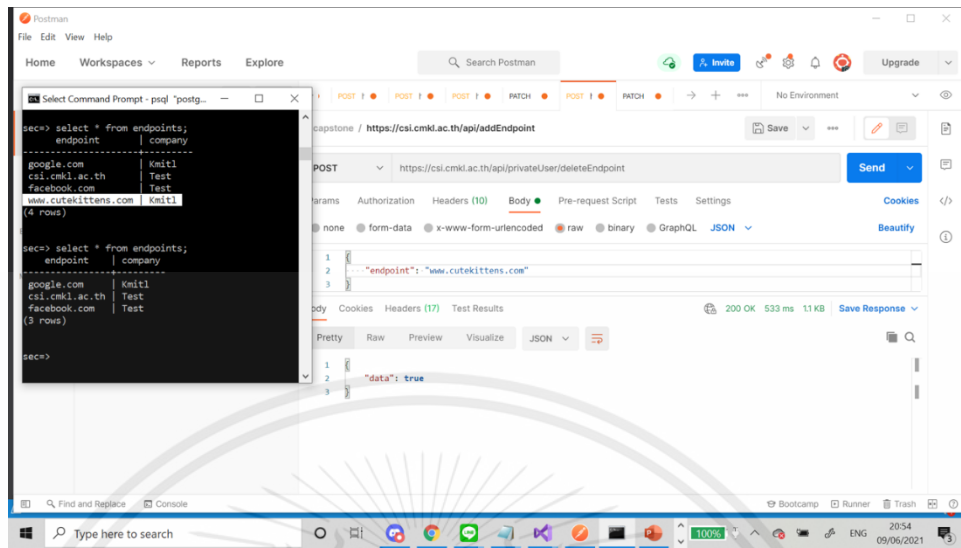 Postman
File Edit View Help
Home Workspaces Reports Explore
Search Postman
Invite
Upgrade
POST POST POST PATCH POST PATCH
No Environment
Select Command Prompt - psql "postg...
capstone / https://csi.cmkl.ac.th/api/addEndpoint
Save
POST https://csi.cmkl.ac.th/api/privateUser/deleteEndpoint
Send
Params Authorization Headers (10) Body Pre-request Script Tests Settings
Cookies
none form-data x-www-form-urlencoded raw binary GraphQL JSON
Beautify
1 {
2 "endpoint": "www.cutekittens.com"
3 }
Body Cookies Headers (17) Test Results
200 OK 533 ms 1.1 KB Save Response
Pretty Raw Preview Visualize JSON
1 {
2 "data": true
3 }
sec=> select * from endpoints;
endpoint | company
---------------------+---------
google.com | Kmitl
csi.cmkl.ac.th | Test
facebook.com | Test
www.cutekittens.com | Kmitl
(4 rows)
sec=> select * from endpoints;
endpoint | company
----------------+---------
google.com | Kmitl
csi.cmkl.ac.th | Test
facebook.com | Test
(3 rows)
sec=>
Find and Replace Console
Bootcamp Runner Trash
Type here to search
100%
ENG
20:54
09/06/2021
3